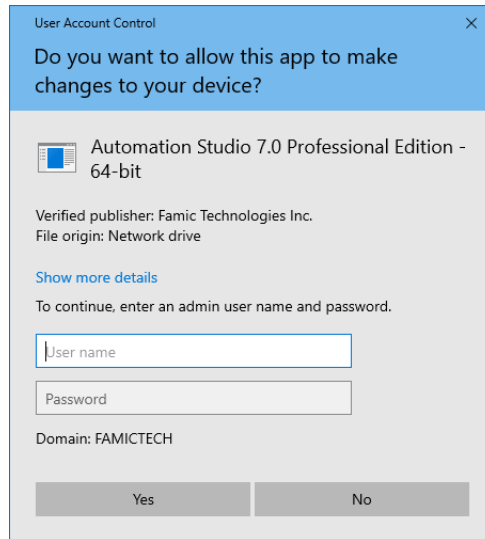 User Account Control
Do you want to allow this app to make
changes to your device?
Automation Studio 7.0 Professional Edition -
64-bit
Verified publisher: Famic Technologies Inc.
File origin: Network drive
Show more details
To continue, enter an admin user name and password.
User name
Password
Domain: FAMICTECH
Yes
No